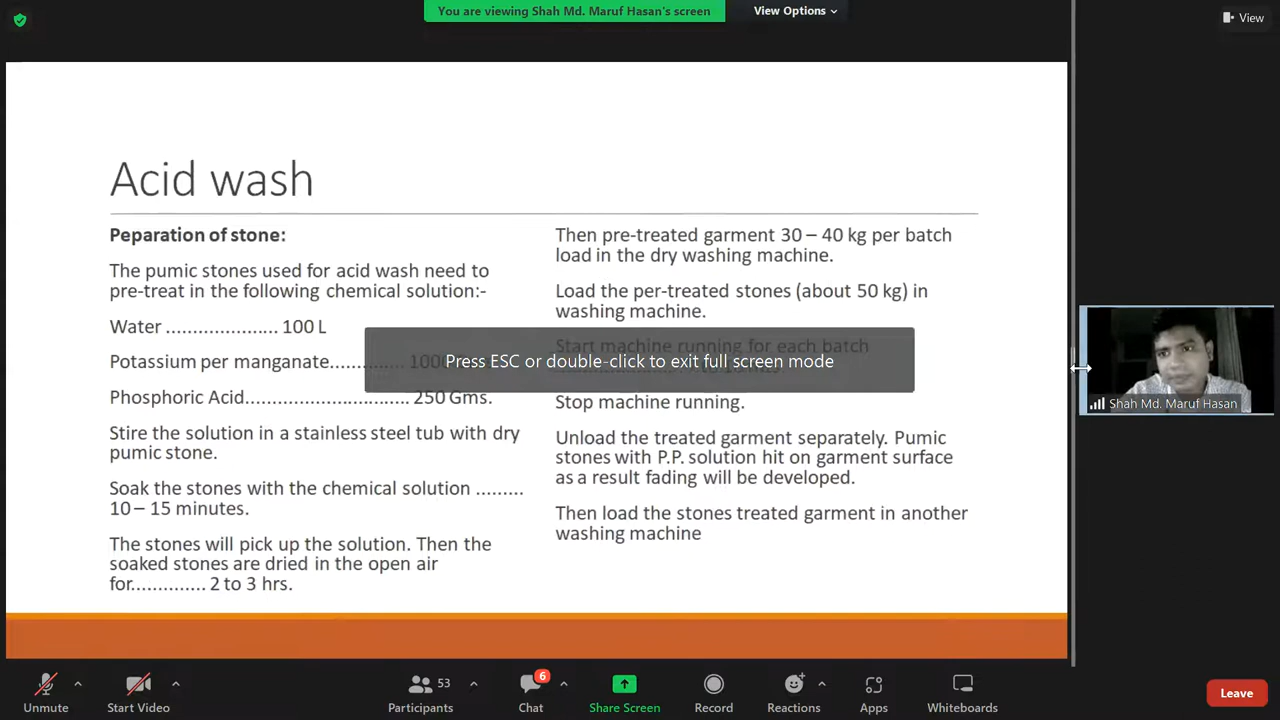 You are viewing Shah Md. Maruf Hasan's screen
View Options
View
Acid wash
Peparation of stone:
The pumic stones used for acid wash need to
pre-treat in the following chemical solution:-
Water ..................... 100 L
Potassium per manganate.............. 1000
Phosphoric Acid................................ 250 Gms.
Stire the solution in a stainless steel tub with dry
pumic stone.
Soak the stones with the chemical solution .........
10 – 15 minutes.
The stones will pick up the solution. Then the
soaked stones are dried in the open air
for.............. 2 to 3 hrs.
Then pre-treated garment 30 – 40 kg per batch
load in the dry washing machine.
Load the per-treated stones (about 50 kg) in
washing machine.
Start machine running for each batch
Press ESC or double-click to exit full screen mode
Stop machine running.
Unload the treated garment separately. Pumic
stones with P.P. solution hit on garment surface
as a result fading will be developed.
Then load the stones treated garment in another
washing machine
Shah Md. Maruf Hasan
Unmute
Start Video
53
Participants
6
Chat
Share Screen
Record
Reactions
Apps
Whiteboards
Leave